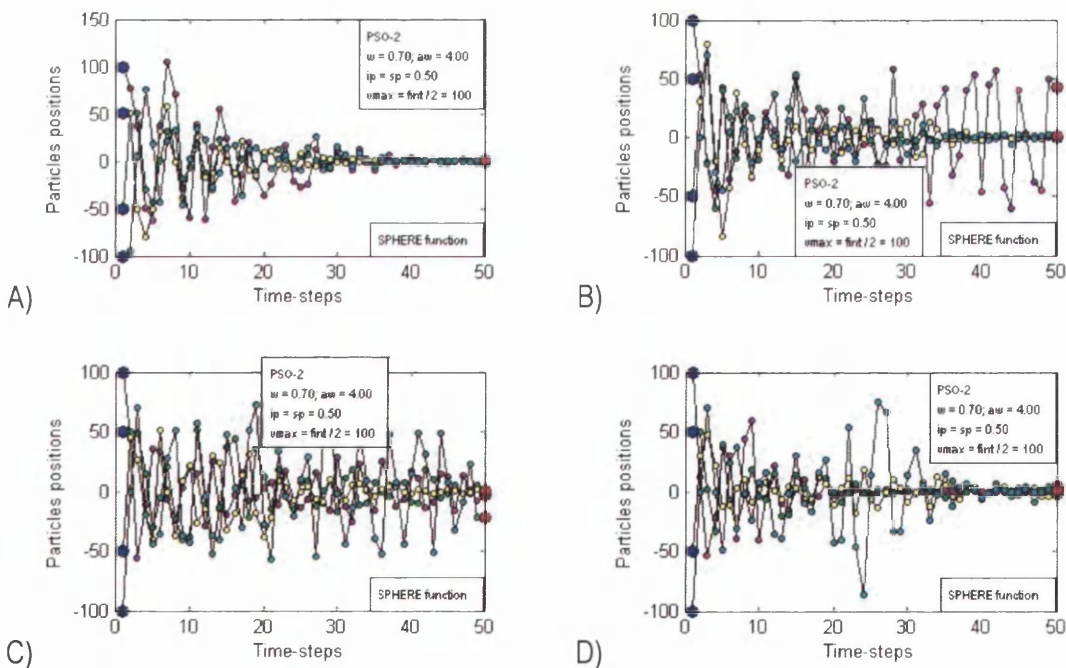 150
100
50
0
-50
-100
0 10 20 30 40 50
Particles positions
Time-steps
PSO-2
w = 0.70; aw = 4.00
ip = sp = 0.50
vmax = fint/2 = 100
SPHERE function
A)
100
50
0
-50
-100
0 10 20 30 40 50
Particles positions
Time-steps
PSO-2
w = 0.70; aw = 4.00
ip = sp = 0.50
vmax = fint/2 = 100
SPHERE function
B)
100
50
0
-50
-100
0 10 20 30 40 50
Particles positions
Time-steps
PSO-2
w = 0.70; aw = 4.00
ip = sp = 0.50
vmax = fint/2 = 100
SPHERE function
C)
100
50
0
-50
-100
0 10 20 30 40 50
Particles positions
Time-steps
PSO-2
w = 0.70; aw = 4.00
ip = sp = 0.50
vmax = fint/2 = 100
SPHERE function
D)